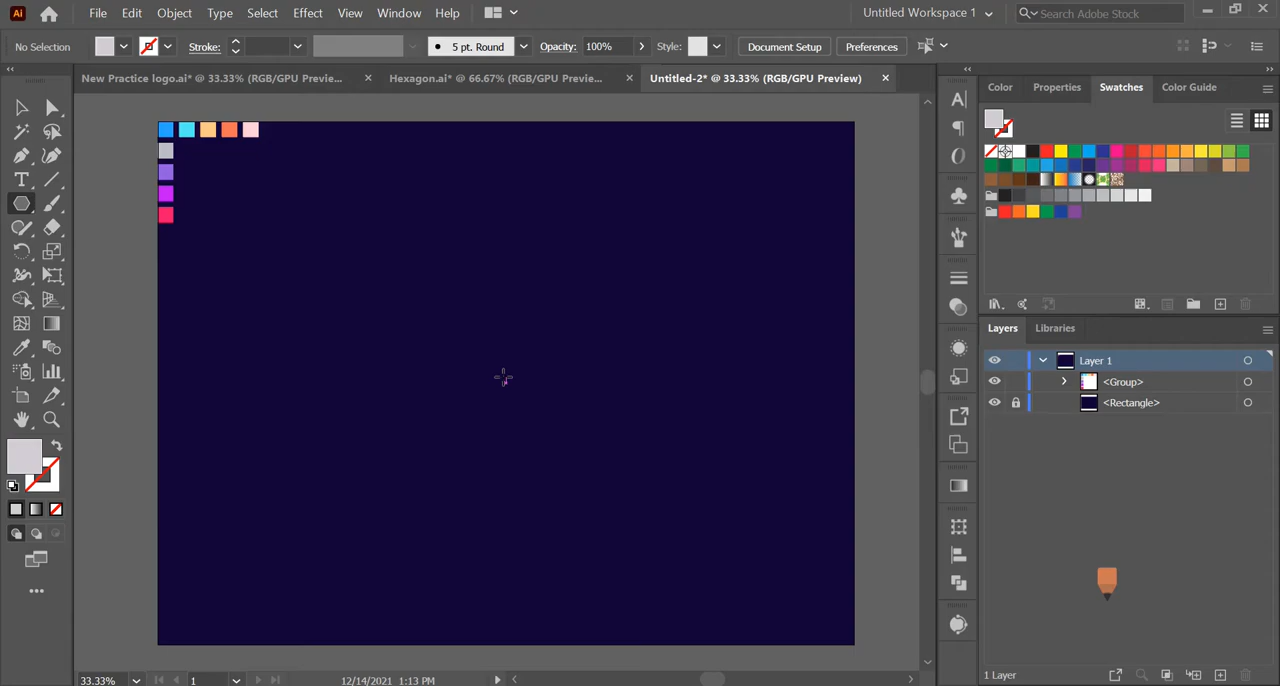 Ai File Edit Object Type Select Effect View Window Help Untitled Workspace 1 Search Adobe Stock
No Selection Stroke: 5 pt. Round Opacity: 100% Style: Document Setup Preferences
New Practice logo.ai* @ 33.33% (RGB/GPU Preview... Hexagon.ai* @ 66.67% (RGB/GPU Previe... Untitled-2* @ 33.33% (RGB/GPU Preview)
Color Properties Swatches Color Guide
Layers Libraries
Layer 1
<Group>
<Rectangle>
33.33% 1 12/14/2021 1:13 PM 1 Layer